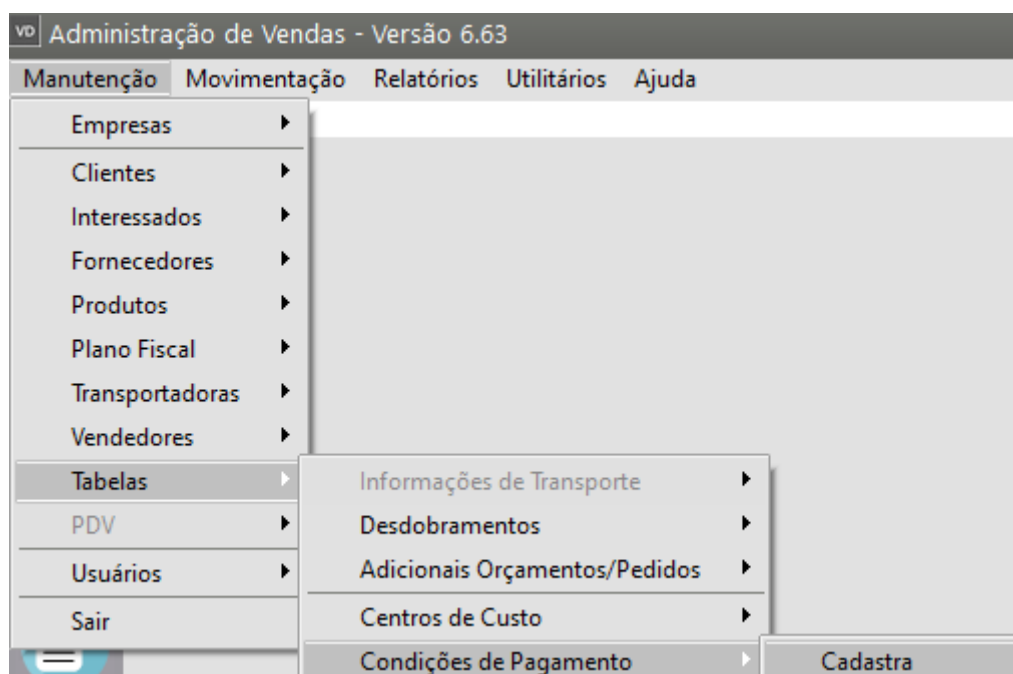 VD Administração de Vendas - Versão 6.63
Manutenção Movimentação Relatórios Utilitários Ajuda
Empresas
Clientes
Interessados
Fornecedores
Produtos
Plano Fiscal
Transportadoras
Vendedores
Tabelas
PDV
Usuários
Sair
Informações de Transporte
Desdobramentos
Adicionais Orçamentos/Pedidos
Centros de Custo
Condições de Pagamento
Cadastra